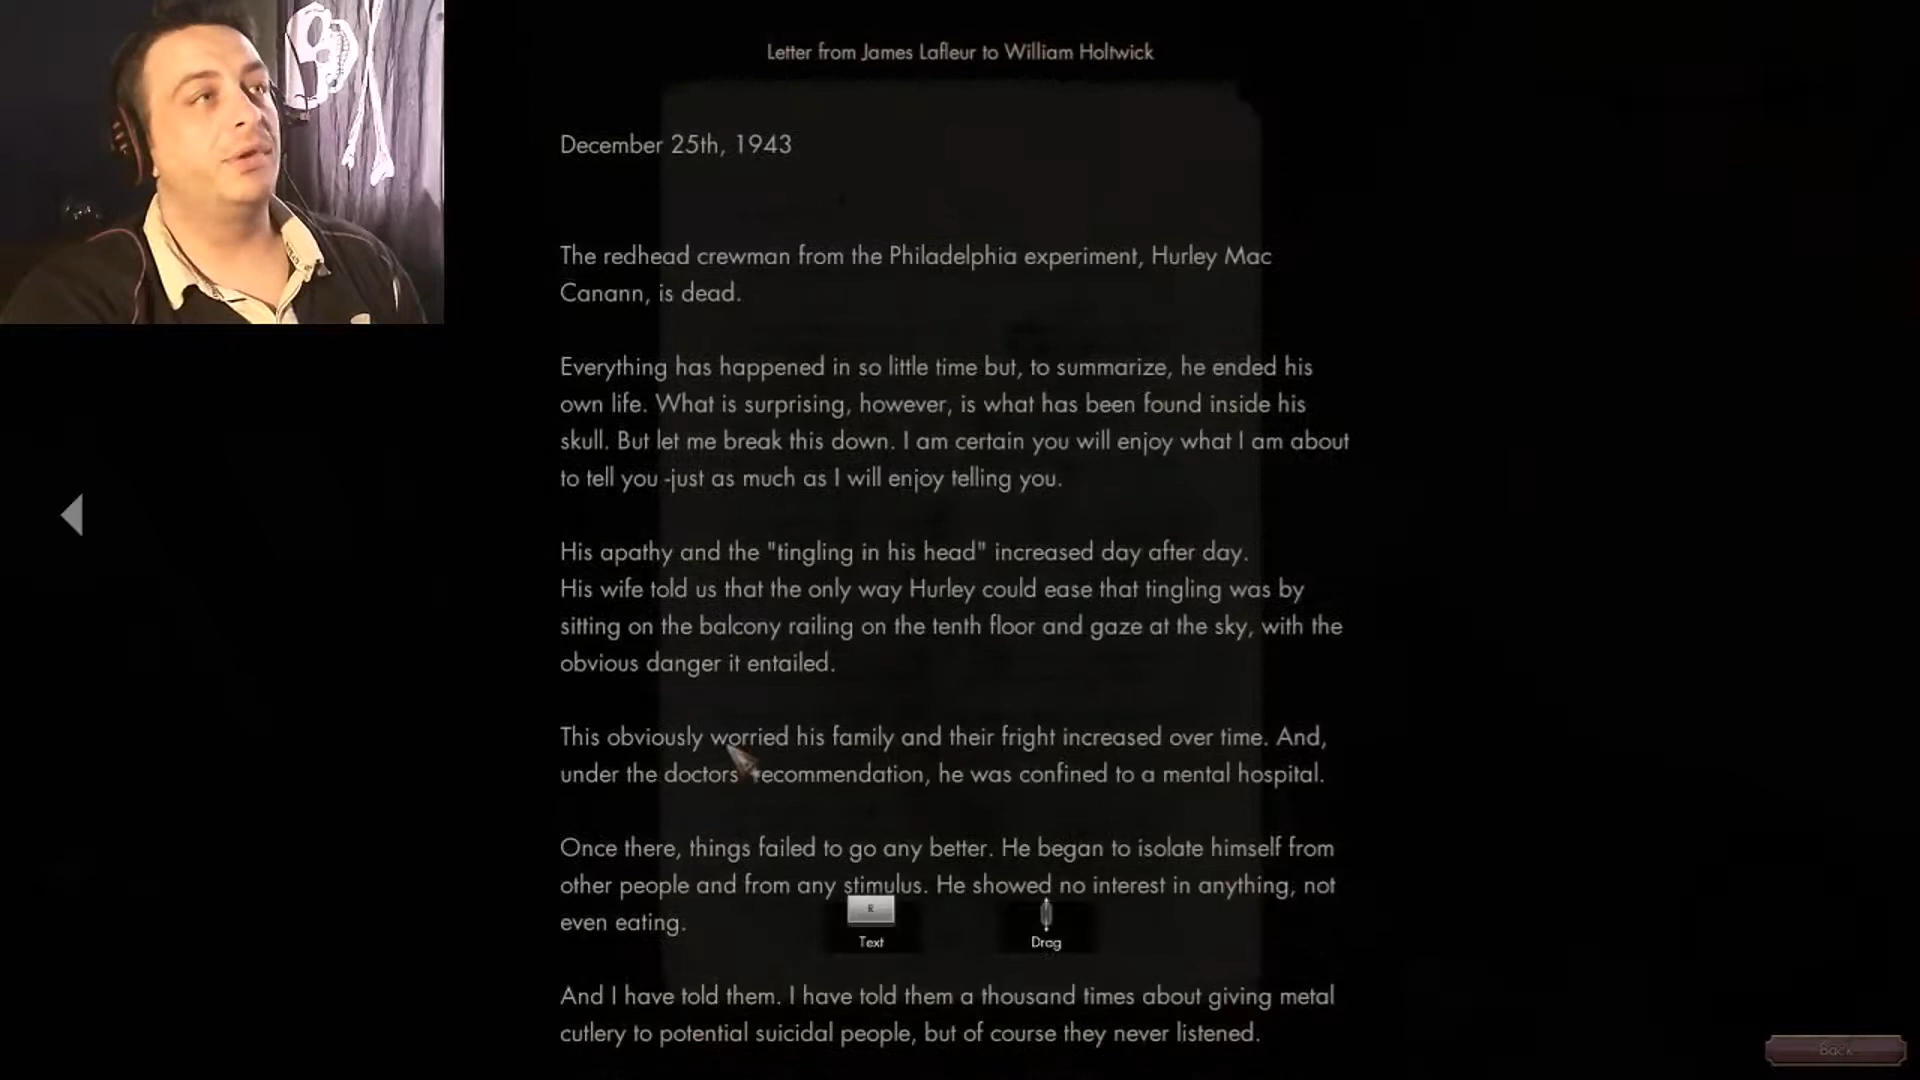 Letter from James Lafleur to William Holtwick
December 25th, 1943
The redhead crewman from the Philadelphia experiment, Hurley Mac
Canann, is dead.
Everything has happened in so little time but, to summarize, he ended his
own life. What is surprising, however, is what has been found inside his
skull. But let me break this down. I am certain you will enjoy what I am about
to tell you -just as much as I will enjoy telling you.
His apathy and the "tingling in his head" increased day after day.
His wife told us that the only way Hurley could ease that tingling was by
sitting on the balcony railing on the tenth floor and gaze at the sky, with the
obvious danger it entailed.
This obviously worried his family and their fright increased over time. And,
under the doctors' recommendation, he was confined to a mental hospital.
Once there, things failed to go any better. He began to isolate himself from
other people and from any stimulus. He showed no interest in anything, not
even eating.
R
Text
Drag
And I have told them. I have told them a thousand times about giving metal
cutlery to potential suicidal people, but of course they never listened.
Back